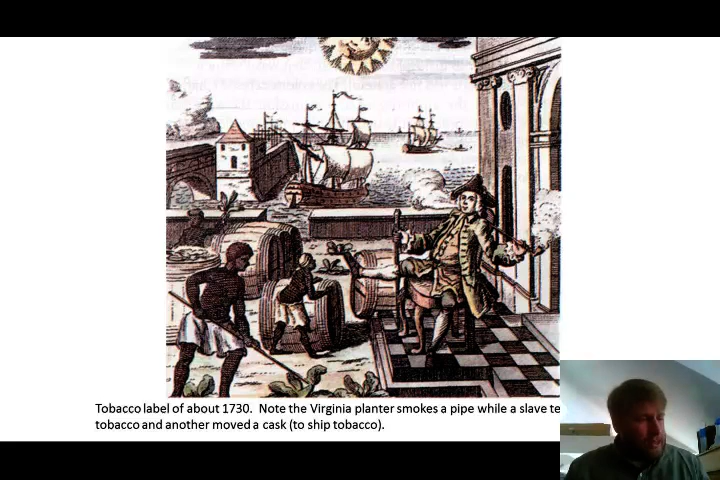 Tobacco label of about 1730.  Note the Virginia planter smokes a pipe while a slave te
tobacco and another moved a cask (to ship tobacco).